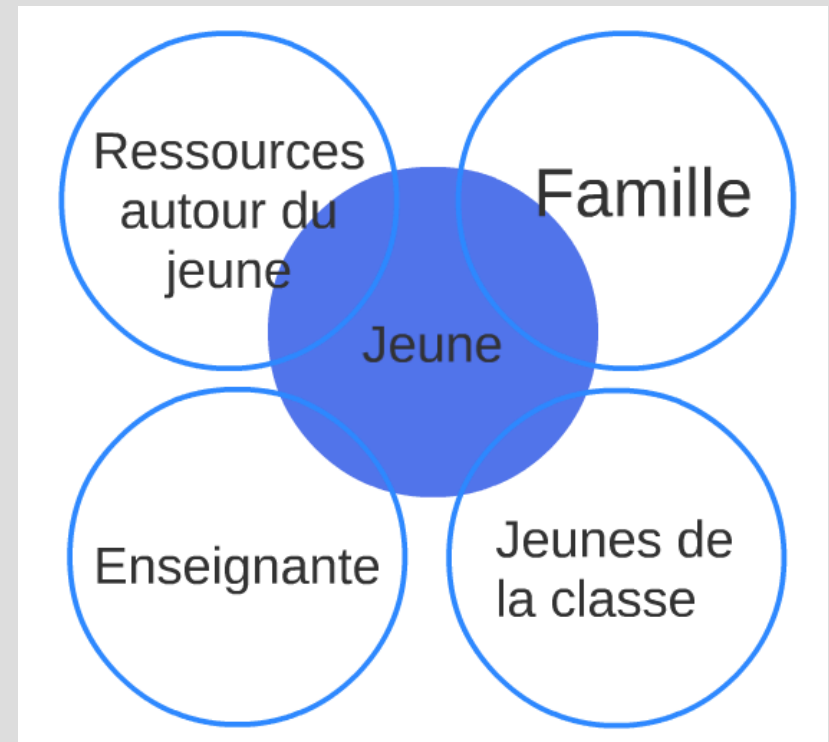 Ressources
autour du
jeune
Famille
Jeune
Enseignante
Jeunes de
la classe